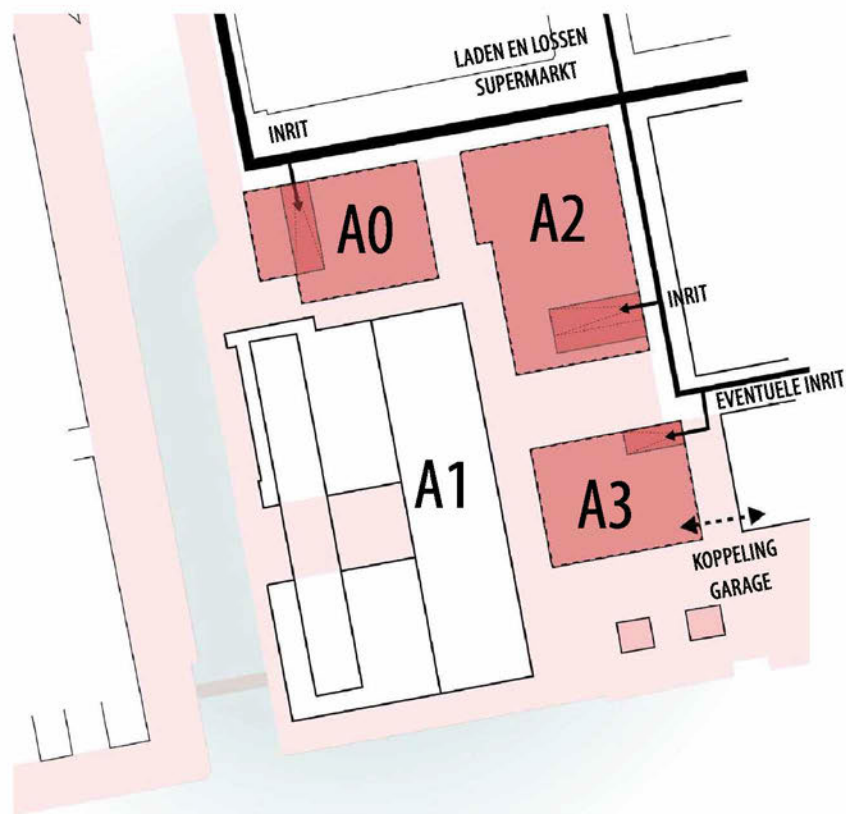 LADEN EN LOSSEN
SUPERMARKT
INRIT
A0
A2
INRIT
EVENTUELE INRIT
A1
A3
KOPPELING
GARAGE